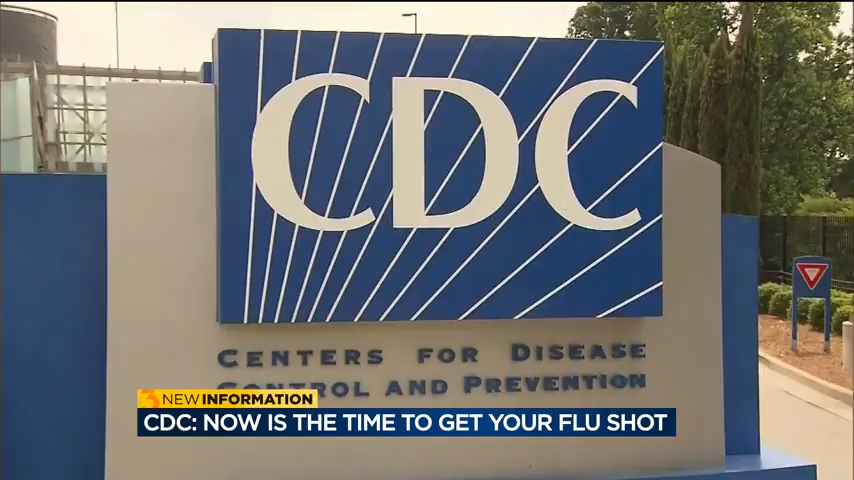 CDC
CENTERS FOR DISEASE
CONTROL AND PREVENTION
3 NEW INFORMATION
CDC: NOW IS THE TIME TO GET YOUR FLU SHOT